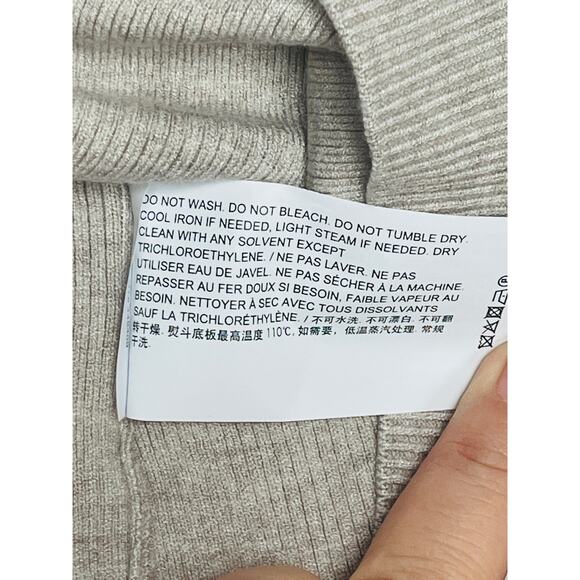 DO NOT WASH. DO NOT BLEACH. DO NOT TUMBLE DRY.
COOL IRON IF NEEDED, LIGHT STEAM IF NEEDED. DRY
CLEAN WITH ANY SOLVENT EXCEPT
TRICHLOROETHYLENE. / NE PAS LAVER. NE PAS
UTILISER EAU DE JAVEL. NE PAS SÉCHER À LA MACHINE.
REPASSER AU FER DOUX SI BESOIN, FAIBLE VAPEUR AU
BESOIN. NETTOYER À SEC AVEC TOUS DISSOLVANTS
SAUF LA TRICHLORÉTHYLÈNE. / 不可水洗. 不可漂白. 不可翻
转干燥. 熨斗底板最高温度110℃, 如需要, 低温蒸汽处理. 常规
干洗.